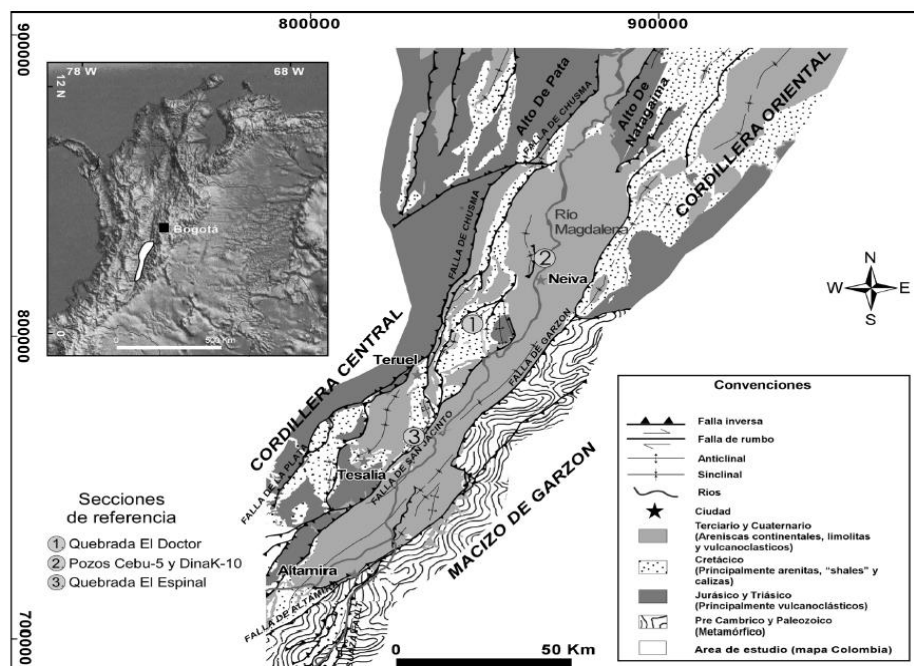 800000
900000
900000
800000
700000
78 W
68 W
12 N
0
Bogotá
0
500 Km
Alto De Pata
FALLA DE CHUSMA
Alto De
Natagaima
CORDILLERA ORIENTAL
FALLA DE CHUSMA
Río
Magdalena
2
Neiva
1
N
W
E
S
CORDILLERA CENTRAL
Teruel
FALLA DE GARZON
3
FALLA DE SAN JACINTO
FALLA DE LA PLATA
Tesalia
MACIZO DE GARZON
Altamira
FALLA DE ALTAMIRA
0
50 Km
Secciones
de referencia
1 Quebrada El Doctor
2 Pozos Cebu-5 y DinaK-10
3 Quebrada El Espinal
Convenciones
Falla inversa
Falla de rumbo
Anticlinal
Sinclinal
Ríos
Ciudad
Terciario y Cuaternario
(Areniscas continentales, limolitas
y vulcanoclasticos)
Cretácico
(Principalmente arenitas, “shales” y
calizas)
Jurásico y Triásico
(Principalmente vulcanoclásticos)
Pre Cambrico y Paleozoico
(Metamórfico)
Area de estudio (mapa Colombia)